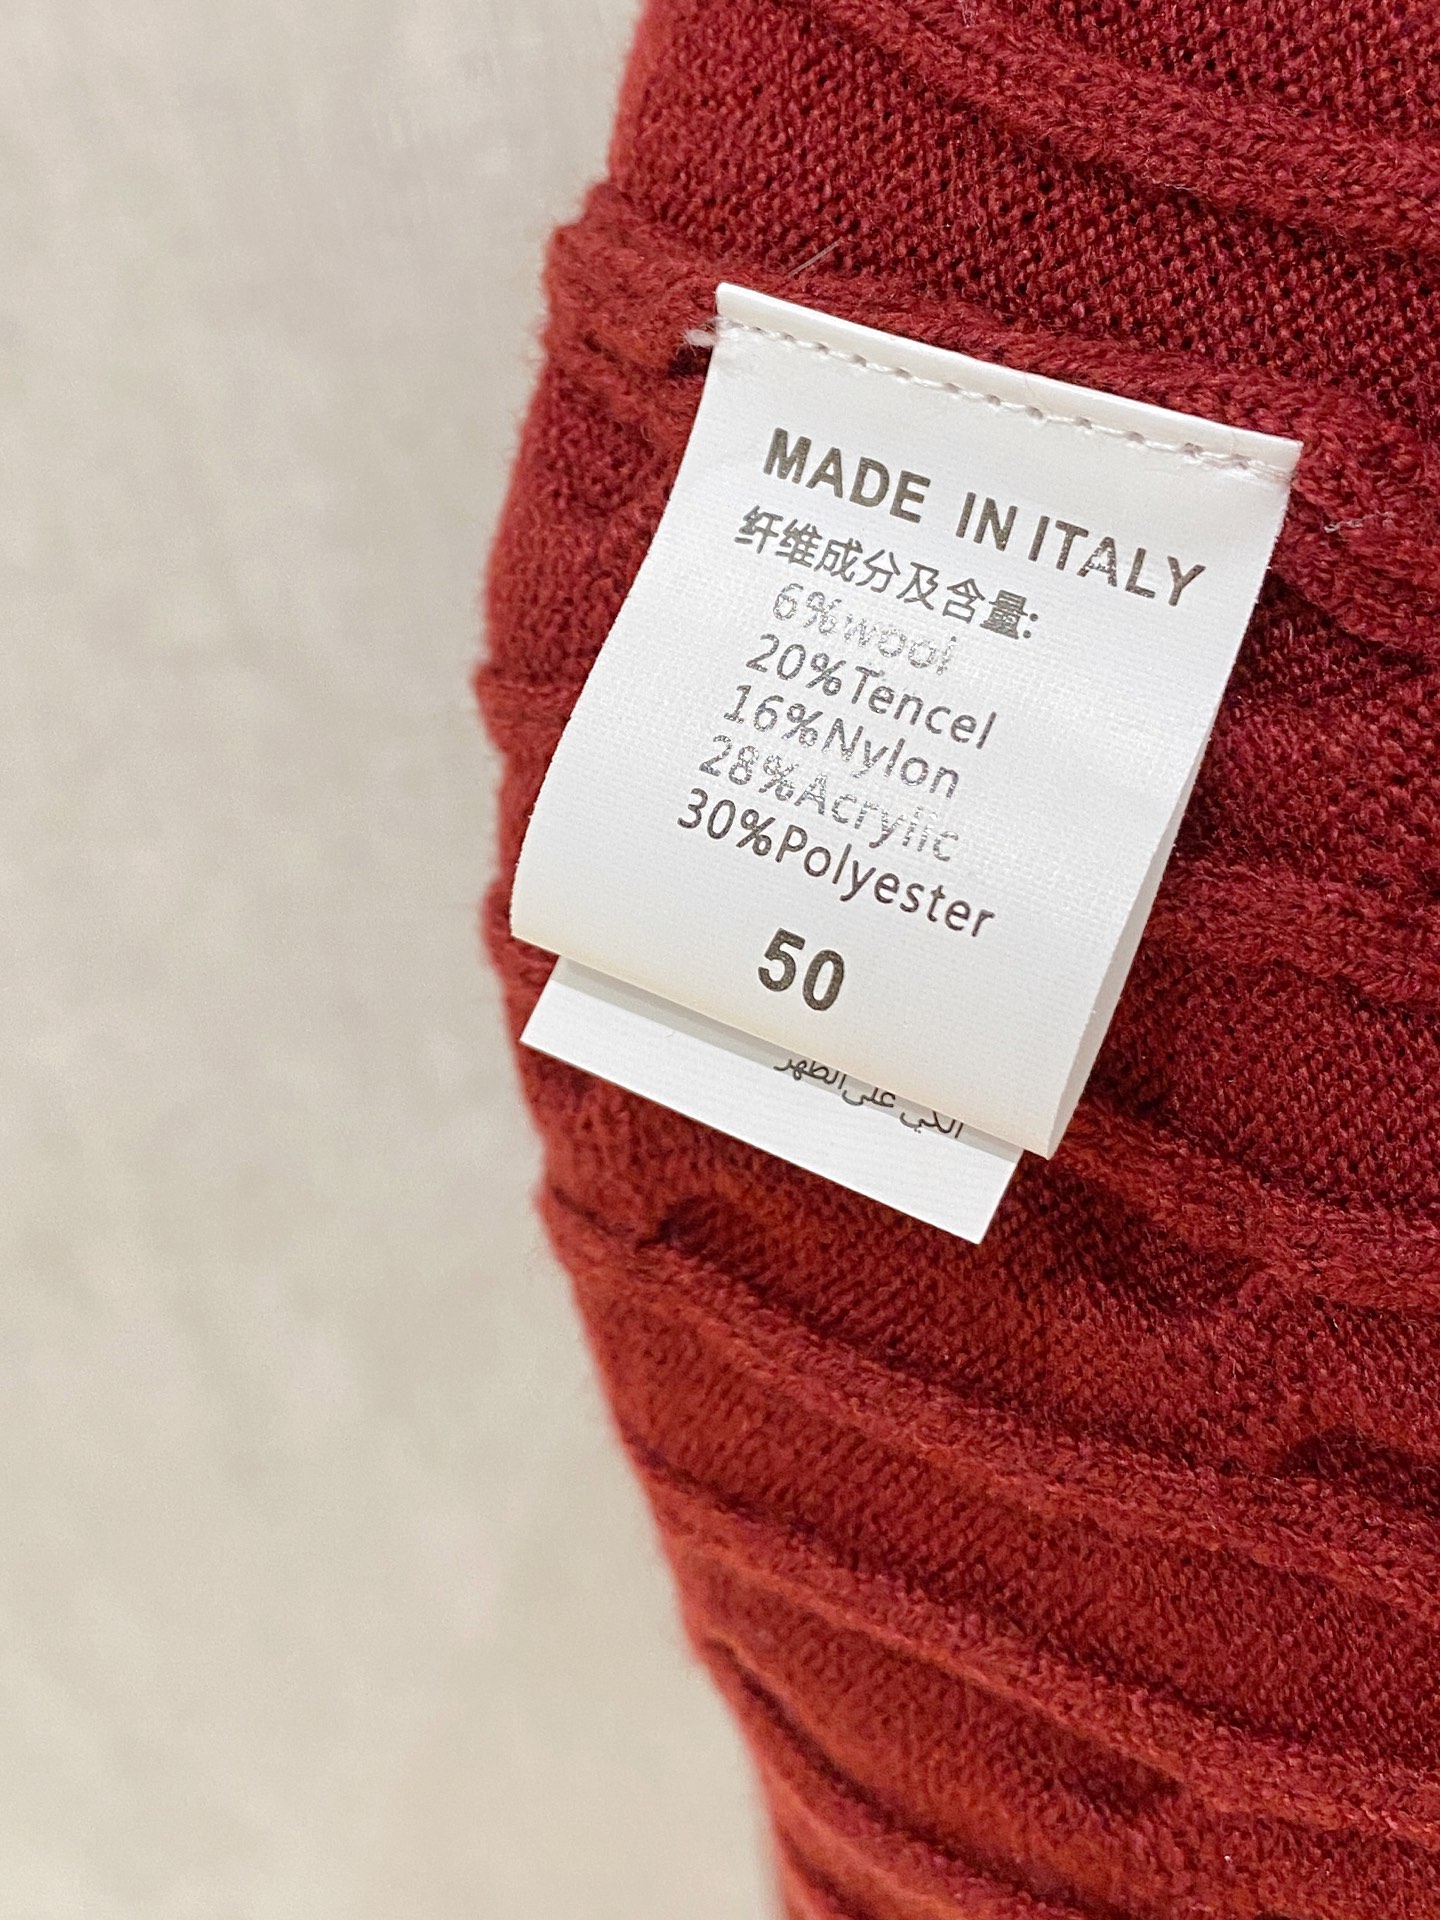 MADE IN ITALY
纤维成分及含量:
6%wool
20%Tencel
16%Nylon
28%Acrylic
30%Polyester
50
الكي على الظهر